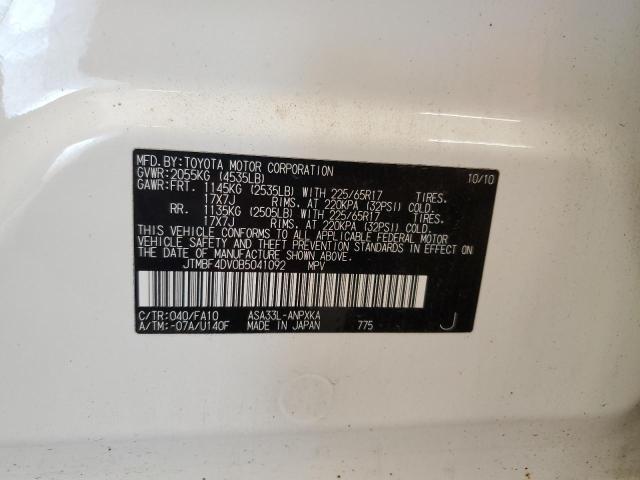 MFD.BY:TOYOTA MOTOR CORPORATION 10/10
GVWR:2055KG (4535LB)
GAWR:FRT. 1145KG (2535LB) WITH 225/65R17 TIRES.
17X7J RIMS. AT 220KPA (32PSI) COLD.
RR. 1135KG (2505LB) WITH 225/65R17 TIRES.
17X7J RIMS. AT 220KPA (32PSI) COLD.
THIS VEHICLE CONFORMS TO ALL APPLICABLE FEDERAL MOTOR
VEHICLE SAFETY AND THEFT PREVENTION STANDARDS IN EFFECT ON
THE DATE OF MANUFACTURE SHOWN ABOVE.
JTMBF4DV0B5041092 MPV
C/TR:040/FA10 ASA33L-ANPXKA
A/TM:-07A/U140F MADE IN JAPAN 775 J